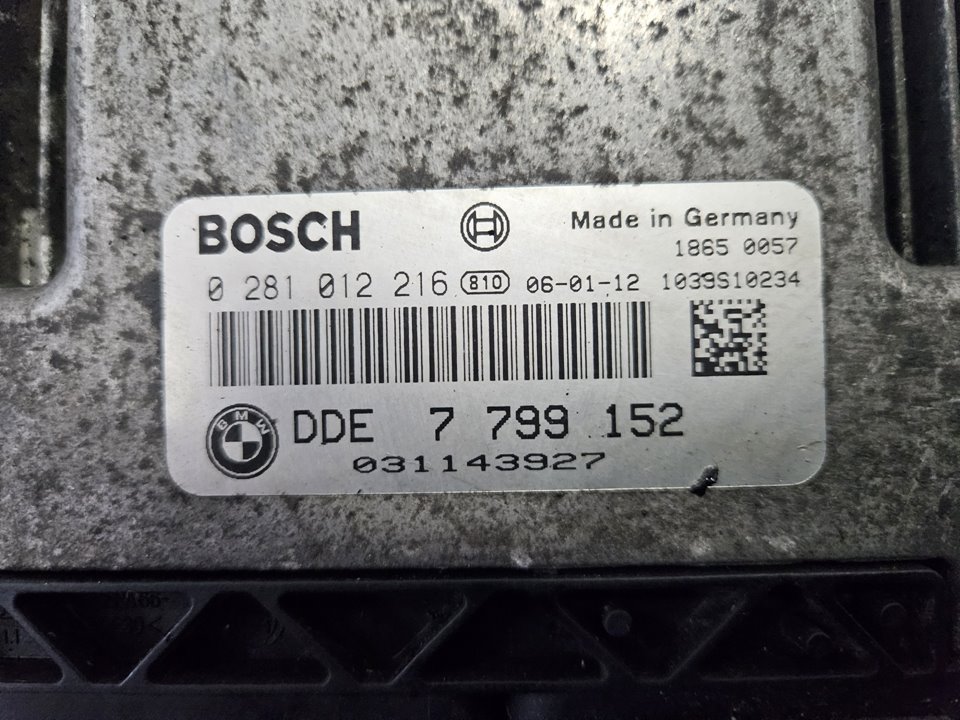 BOSCH
Made in Germany
1865 0057
0 281 012 216 810 06-01-12 1039S10234
BMW
DDE 7 799 152
031143927